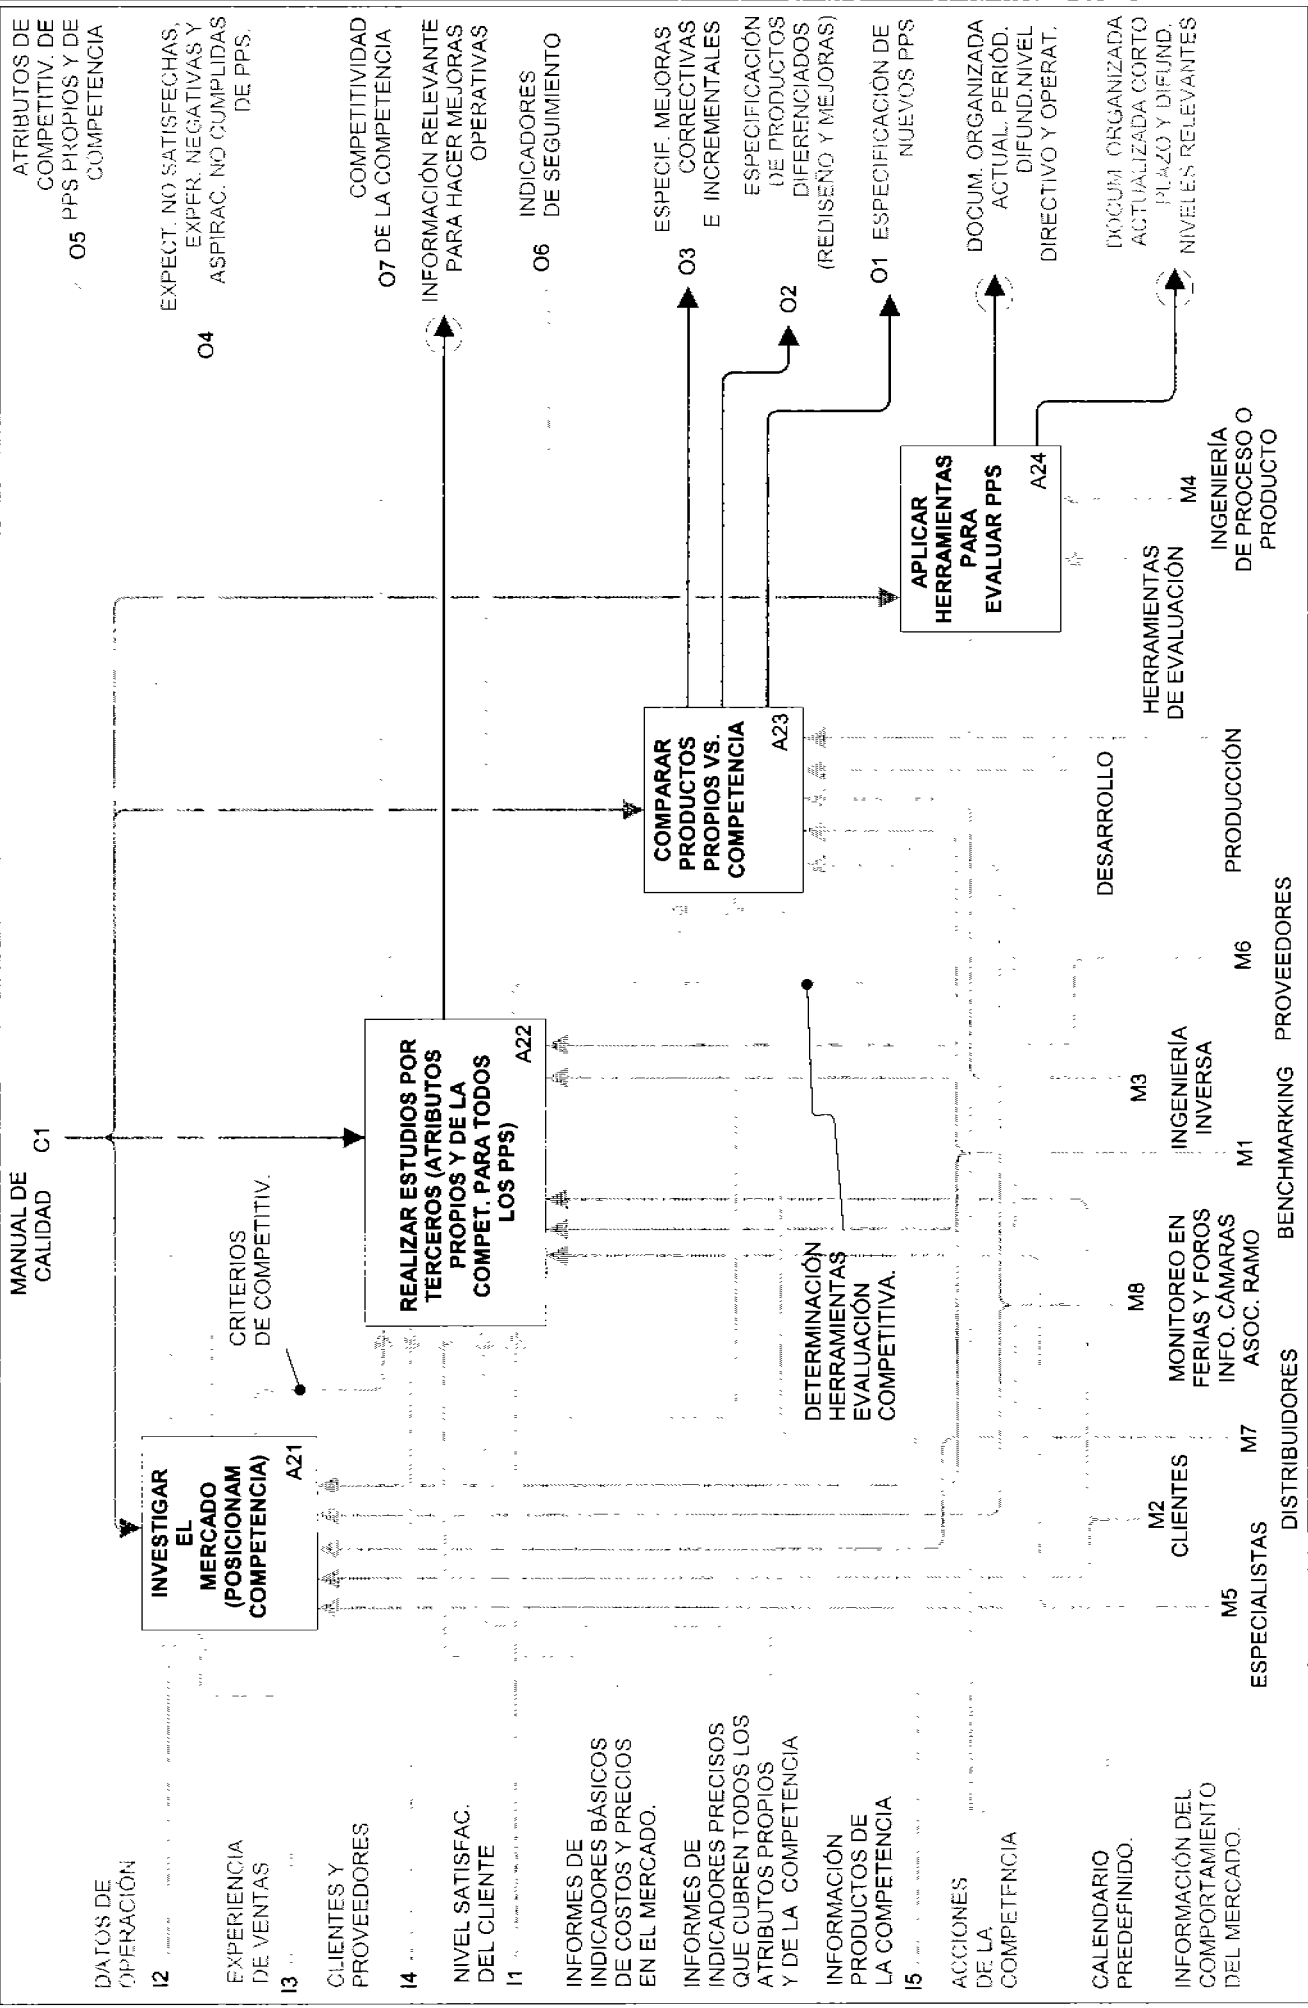 MANUAL DE
CALIDAD
C1
ATRIBUTOS DE
COMPETITIV. DE
PPS PROPIOS Y DE
COMPETENCIA
O5
EXPECT. NO SATISFECHAS,
EXPER. NEGATIVAS Y
ASPIRAC. NO CUMPLIDAS
DE PPS.
O4
COMPETITIVIDAD
DE LA COMPETENCIA
O7
INFORMACIÓN RELEVANTE
PARA HACER MEJORAS
OPERATIVAS
INDICADORES
DE SEGUIMIENTO
O6
ESPECIF. MEJORAS
CORRECTIVAS
E INCREMENTALES
O3
ESPECIFICACIÓN
DE PRODUCTOS
DIFERENCIADOS
(REDISEÑO Y MEJORAS)
O2
O1
ESPECIFICACIÓN DE
NUEVOS PPS
DOCUM. ORGANIZADA
ACTUAL. PERIÓD.
DIFUND.NIVEL
DIRECTIVO Y OPERAT.
DOCUM. ORGANIZADA
ACTUALIZADA CORTO
PLAZO Y DIFUND.
NIVELES RELEVANTES
INVESTIGAR
EL
MERCADO
(POSICIONAM
COMPETENCIA)
A21
CRITERIOS
DE COMPETITIV.
REALIZAR ESTUDIOS POR
TERCEROS (ATRIBUTOS
PROPIOS Y DE LA
COMPET. PARA TODOS
LOS PPS)
A22
COMPARAR
PRODUCTOS
PROPIOS VS.
COMPETENCIA
A23
APLICAR
HERRAMIENTAS
PARA
EVALUAR PPS
A24
DETERMINACIÓN
HERRAMIENTAS
EVALUACIÓN
COMPETITIVA.
DATOS DE
OPERACIÓN
I2
EXPERIENCIA
DE VENTAS
I3
CLIENTES Y
PROVEEDORES
I4
NIVEL SATISFAC.
DEL CLIENTE
I1
INFORMES DE
INDICADORES BÁSICOS
DE COSTOS Y PRECIOS
EN EL MERCADO.
INFORMES DE
INDICADORES PRECISOS
QUE CUBREN TODOS LOS
ATRIBUTOS PROPIOS
Y DE LA COMPETENCIA
INFORMACIÓN
PRODUCTOS DE
LA COMPETENCIA
I5
ACCIONES
DE LA
COMPETENCIA
CALENDARIO
PREDEFINIDO.
INFORMACIÓN DEL
COMPORTAMIENTO
DEL MERCADO.
M5
ESPECIALISTAS
M2
CLIENTES
M7
DISTRIBUIDORES
M8
MONITOREO EN
FERIAS Y FOROS
INFO. CÁMARAS
ASOC. RAMO
M1
BENCHMARKING
M3
INGENIERÍA
INVERSA
M6
PROVEEDORES
DESARROLLO
PRODUCCIÓN
HERRAMIENTAS
DE EVALUACIÓN
M4
INGENIERÍA
DE PROCESO O
PRODUCTO